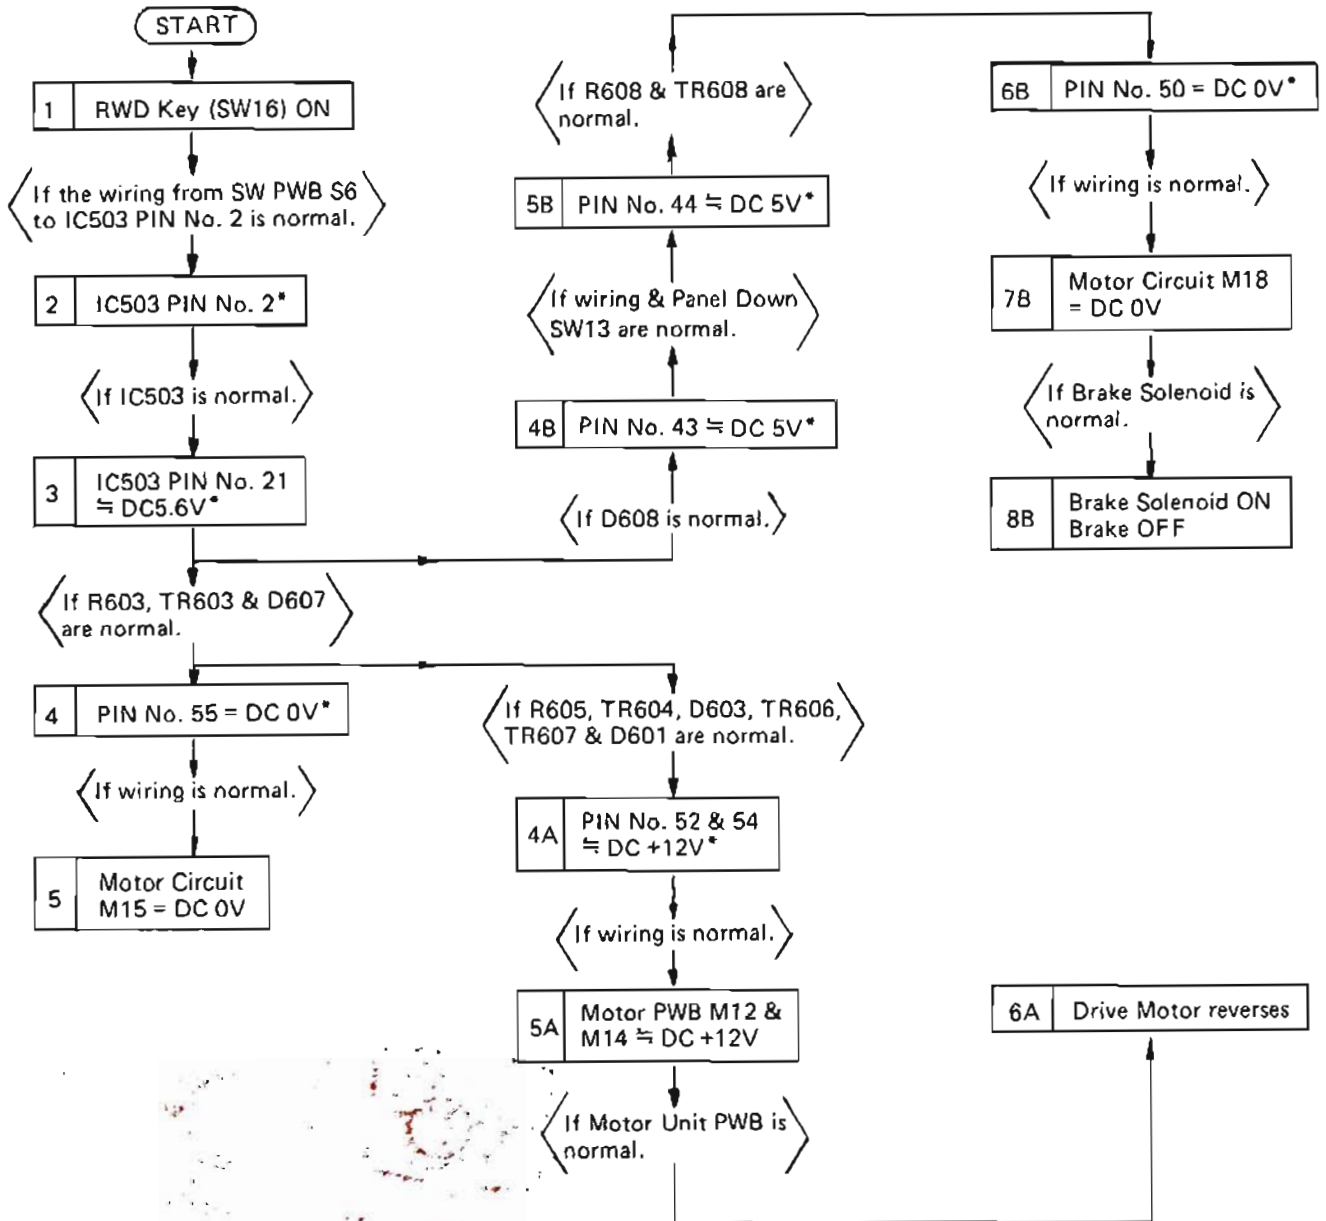 START
1 RWD Key (SW16) ON
If the wiring from SW PWB S6
to IC503 PIN No. 2 is normal.
2 IC503 PIN No. 2*
If IC503 is normal.
3 IC503 PIN No. 21
≒ DC5.6V*
If R603, TR603 & D607
are normal.
4 PIN No. 55 = DC 0V*
If wiring is normal.
5 Motor Circuit
M15 = DC 0V
If R608 & TR608 are
normal.
5B PIN No. 44 ≒ DC 5V*
If wiring & Panel Down
SW13 are normal.
4B PIN No. 43 ≒ DC 5V*
If D608 is normal.
If R605, TR604, D603, TR606,
TR607 & D601 are normal.
4A PIN No. 52 & 54
≒ DC +12V*
If wiring is normal.
5A Motor PWB M12 &
M14 ≒ DC +12V
If Motor Unit PWB is
normal.
6B PIN No. 50 = DC 0V*
If wiring is normal.
7B Motor Circuit M18
= DC 0V
If Brake Solenoid is
normal.
8B Brake Solenoid ON
Brake OFF
6A Drive Motor reverses